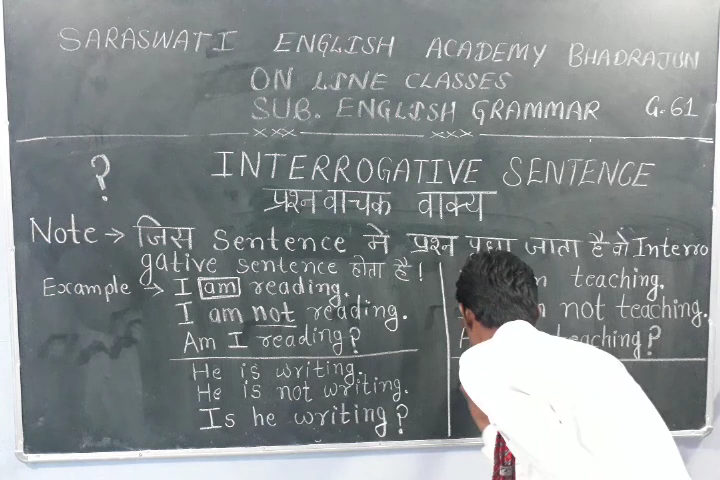 SARASWATI ENGLISH ACADEMY BHADRAJUN
ON LINE CLASSES
SUB. ENGLISH GRAMMAR G.61
xxx xxx
? INTERROGATIVE SENTENCE
प्रश्न वाचक वाक्य
Note → जिस Sentence में प्रश्न पूछा जाता है वो Interro
gative sentence होता है!
Example → I am reading.
I am not reading.
Am I reading?
He is writing.
He is not writing.
Is he writing?
teaching.
not teaching.
teaching?